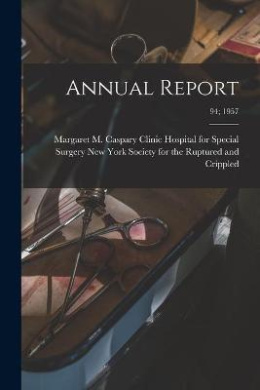 Annual Report
94; 1957
Margaret M. Caspary Clinic Hospital for
Special Surgery New York Society for the Ruptured and
Crippled